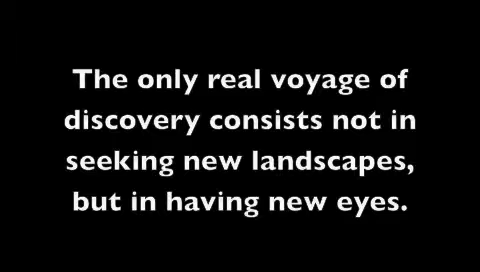 The only real voyage of
discovery consists not in
seeking new landscapes,
but in having new eyes.